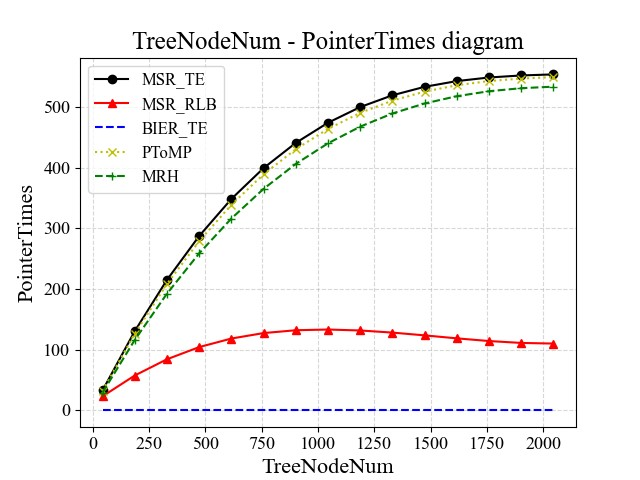 TreeNodeNum - PointerTimes diagram
MSR_TE
MSR_RLB
BIER_TE
PToMP
MRH
PointerTimes
500
400
300
200
100
0
0 250 500 750 1000 1250 1500 1750 2000
TreeNodeNum